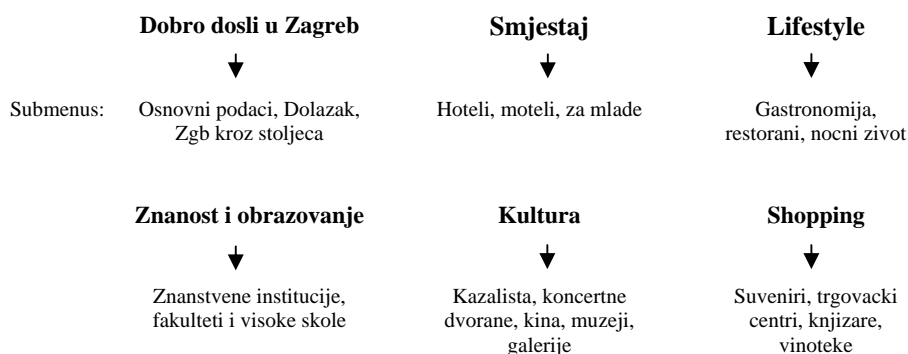 Dobro dosli u Zagreb
Smjestaj
Lifestyle
Submenus:
Osnovni podaci, Dolazak,
Zgb kroz stoljeca
Hoteli, moteli, za mlade
Gastronomija,
restorani, nocni zivot
Znanost i obrazovanje
Kultura
Shopping
Znanstvene institucije,
fakulteti i visoke skole
Kazalista, koncertne
dvorane, kina, muzeji,
galerije
Suveniri, trgovacki
centri, knjizare,
vinoteke